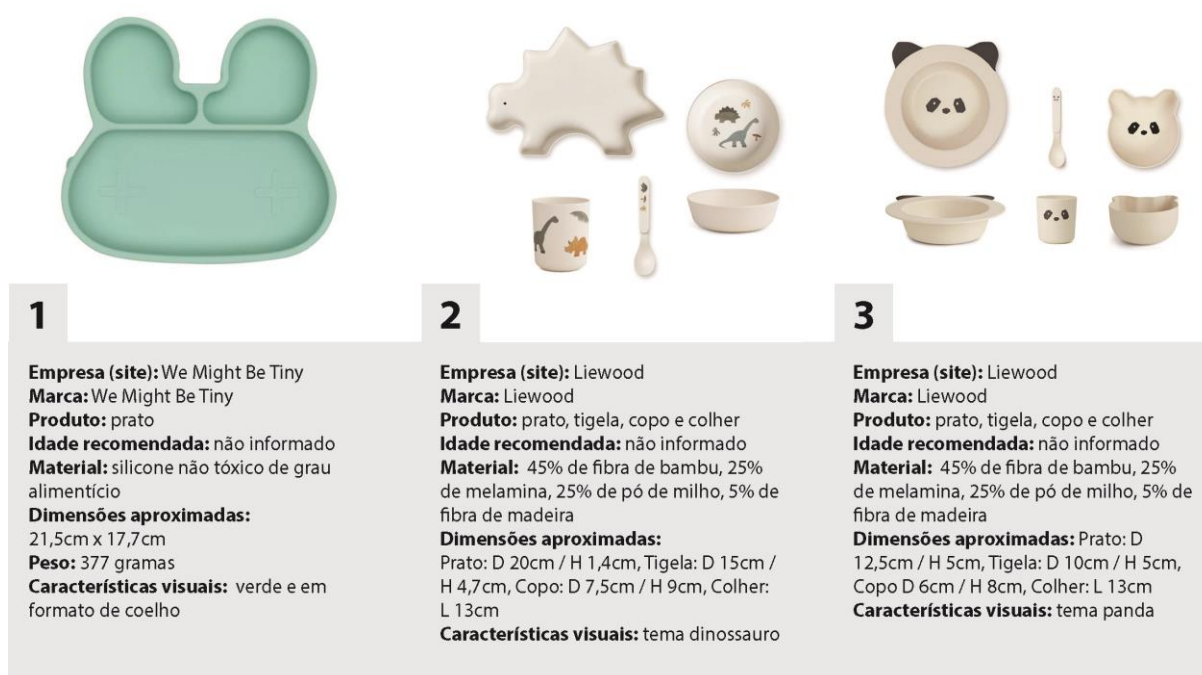 1
Empresa (site): We Might Be Tiny
Marca: We Might Be Tiny
Produto: prato
Idade recomendada: não informado
Material: silicone não tóxico de grau
alimentício
Dimensões aproximadas:
21,5cm x 17,7cm
Peso: 377 gramas
Características visuais: verde e em
formato de coelho
2
Empresa (site): Liewood
Marca: Liewood
Produto: prato, tigela, copo e colher
Idade recomendada: não informado
Material: 45% de fibra de bambu, 25%
de melamina, 25% de pó de milho, 5% de
fibra de madeira
Dimensões aproximadas:
Prato: D 20cm / H 1,4cm, Tigela: D 15cm /
H 4,7cm, Copo: D 7,5cm / H 9cm, Colher:
L 13cm
Características visuais: tema dinossauro
3
Empresa (site): Liewood
Marca: Liewood
Produto: prato, tigela, copo e colher
Idade recomendada: não informado
Material: 45% de fibra de bambu, 25%
de melamina, 25% de pó de milho, 5% de
fibra de madeira
Dimensões aproximadas: Prato: D
12,5cm / H 5cm, Tigela: D 10cm / H 5cm,
Copo D 6cm / H 8cm, Colher: L 13cm
Características visuais: tema panda